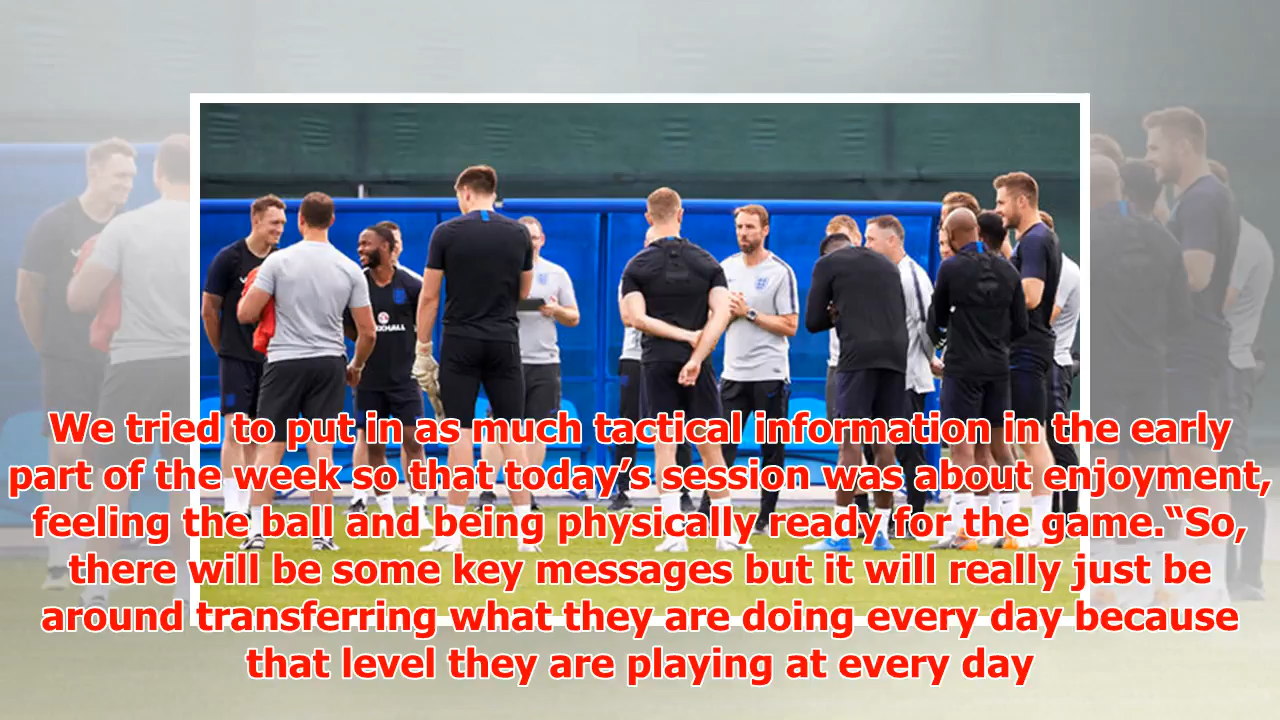 VAUXHALL
We tried to put in as much tactical information in the early
part of the week so that today’s session was about enjoyment,
feeling the ball and being physically ready for the game.“So,
there will be some key messages but it will really just be
around transferring what they are doing every day because
that level they are playing at every day